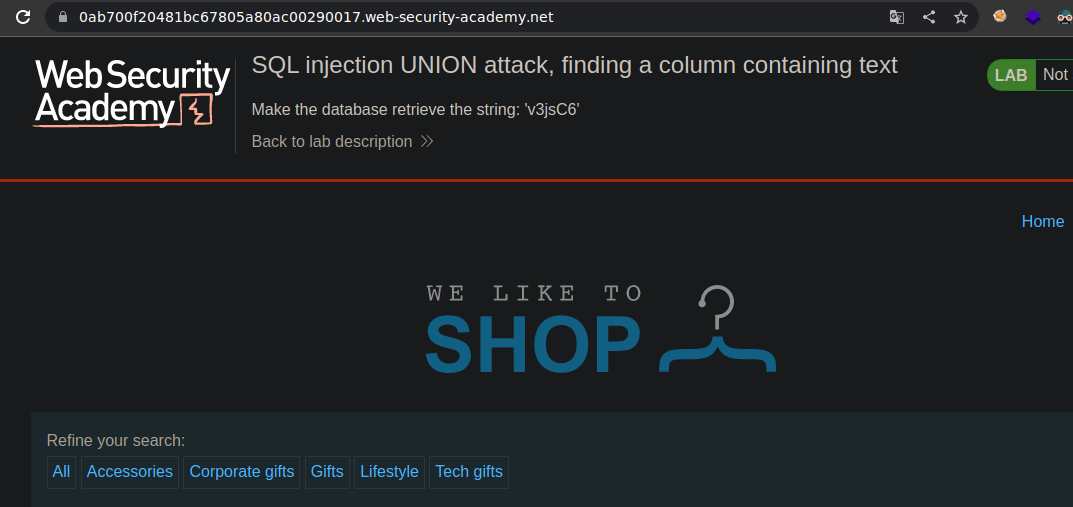 0ab700f20481bc67805a80ac00290017.web-security-academy.net
Web Security
Academy
SQL injection UNION attack, finding a column containing text
LAB Not
Make the database retrieve the string: 'v3jsC6'
Back to lab description
Home
WE LIKE TO
SHOP
Refine your search:
All Accessories Corporate gifts Gifts Lifestyle Tech gifts